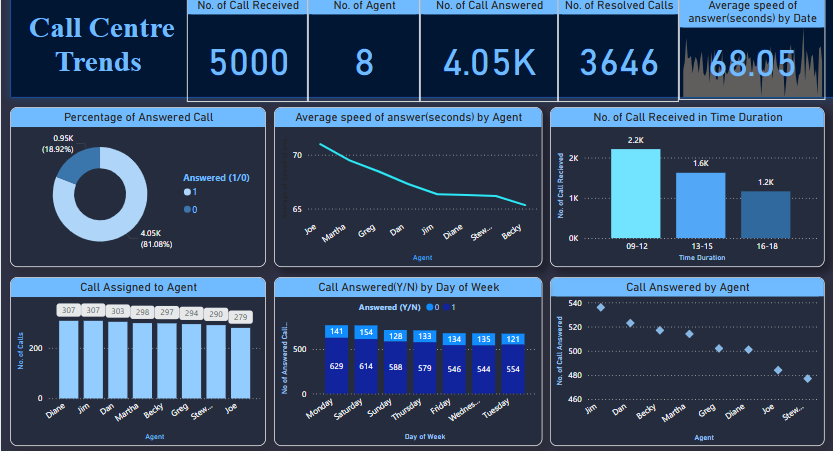 Call Centre
Trends
No. of Call Received
5000
No. of Agent
8
No. of Call Answered
4.05K
No. of Resolved Calls
3646
Average speed of
answer(seconds) by Date
68.05
Percentage of Answered Call
0.95K
(18.92%)
4.05K
(81.08%)
Answered (1/0)
1
0
Average speed of answer(seconds) by Agent
70
65
Joe
Martha
Greg
Dan
Jim
Diane
Stew...
Becky
Agent
No. of Call Received in Time Duration
No. of Call Recieved
2K
1K
0K
2.2K
1.6K
1.2K
09-12
13-15
16-18
Time Duration
Call Assigned to Agent
No. of Calls
200
0
307
307
303
298
297
294
290
279
Diane
Jim
Dan
Martha
Becky
Greg
Stew...
Joe
Agent
Call Answered(Y/N) by Day of Week
Answered (Y/N)
0
1
No of Answered Call..
500
0
141
154
128
133
134
135
121
629
614
588
579
546
544
554
Monday
Saturday
Sunday
Thursday
Friday
Wednes...
Tuesday
Day of Week
Call Answered by Agent
No. of Call Answered
540
520
500
480
460
Jim
Dan
Becky
Martha
Greg
Diane
Joe
Stew...
Agent